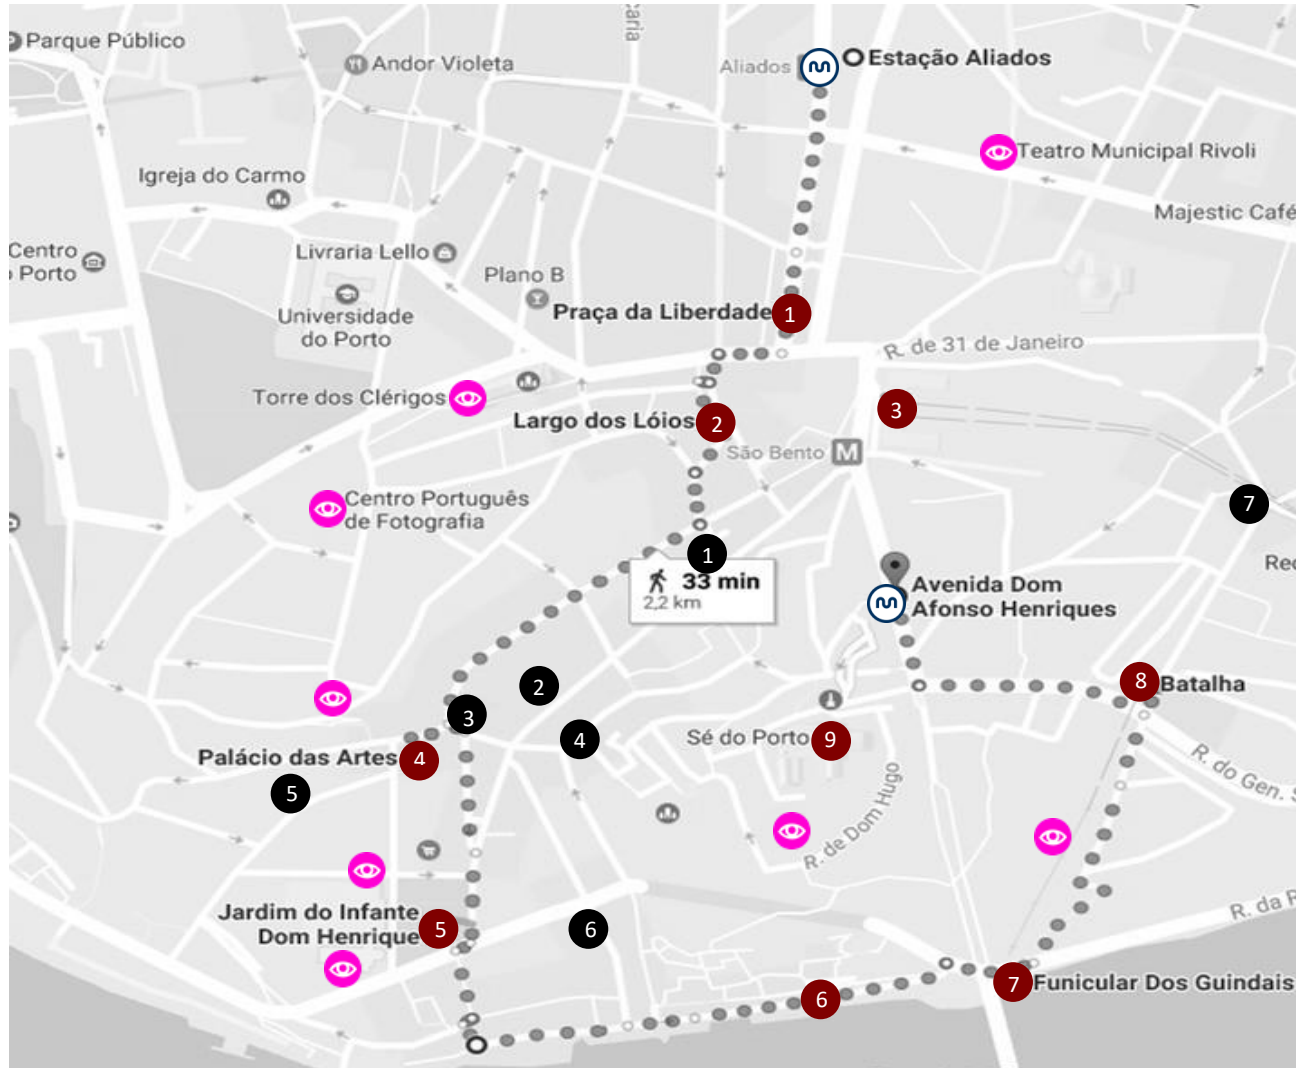 Parque Público
Andor Violeta
caria
Aliados
Estação Aliados
Teatro Municipal Rivoli
Igreja do Carmo
Majestic Café
Centro
Porto
Livraria Lello
Plano B
Universidade
do Porto
Praça da Liberdade
1
R. de 31 de Janeiro
Torre dos Clérigos
3
Largo dos Lóios
2
São Bento
M
Centro Português
de Fotografia
7
1
33 min
2,2 km
Avenida Dom
Afonso Henriques
2
8
Batalha
3
4
Sé do Porto
9
Palácio das Artes
4
5
R. do Gen. S
R. de Dom Hugo
Jardim do Infante
Dom Henrique
5
6
R. da R
6
7
Funicular Dos Guindais